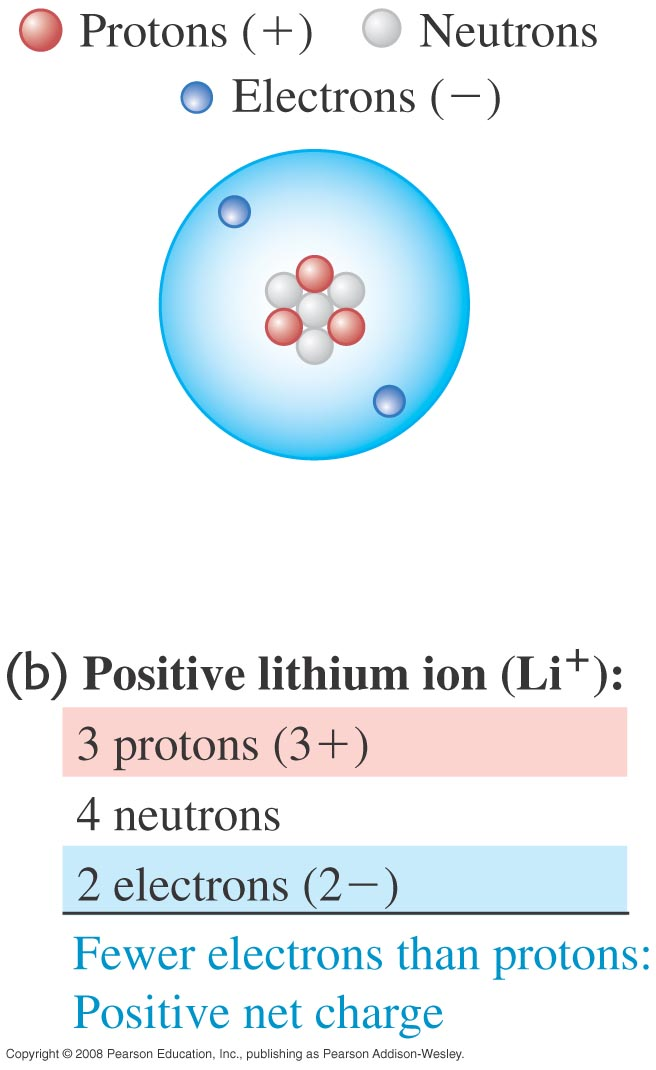 Protons (+) Neutrons
Electrons (−)
(b) Positive lithium ion (Li⁺):
3 protons (3+)
4 neutrons
2 electrons (2−)
Fewer electrons than protons:
Positive net charge
Copyright © 2008 Pearson Education, Inc., publishing as Pearson Addison-Wesley.